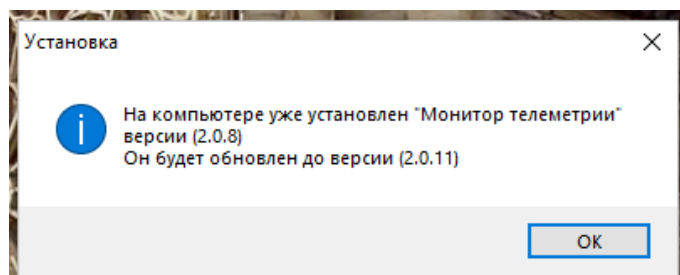 Установка
На компьютере уже установлен "Монитор телеметрии"
версии (2.0.8)
Он будет обновлен до версии (2.0.11)
ОК